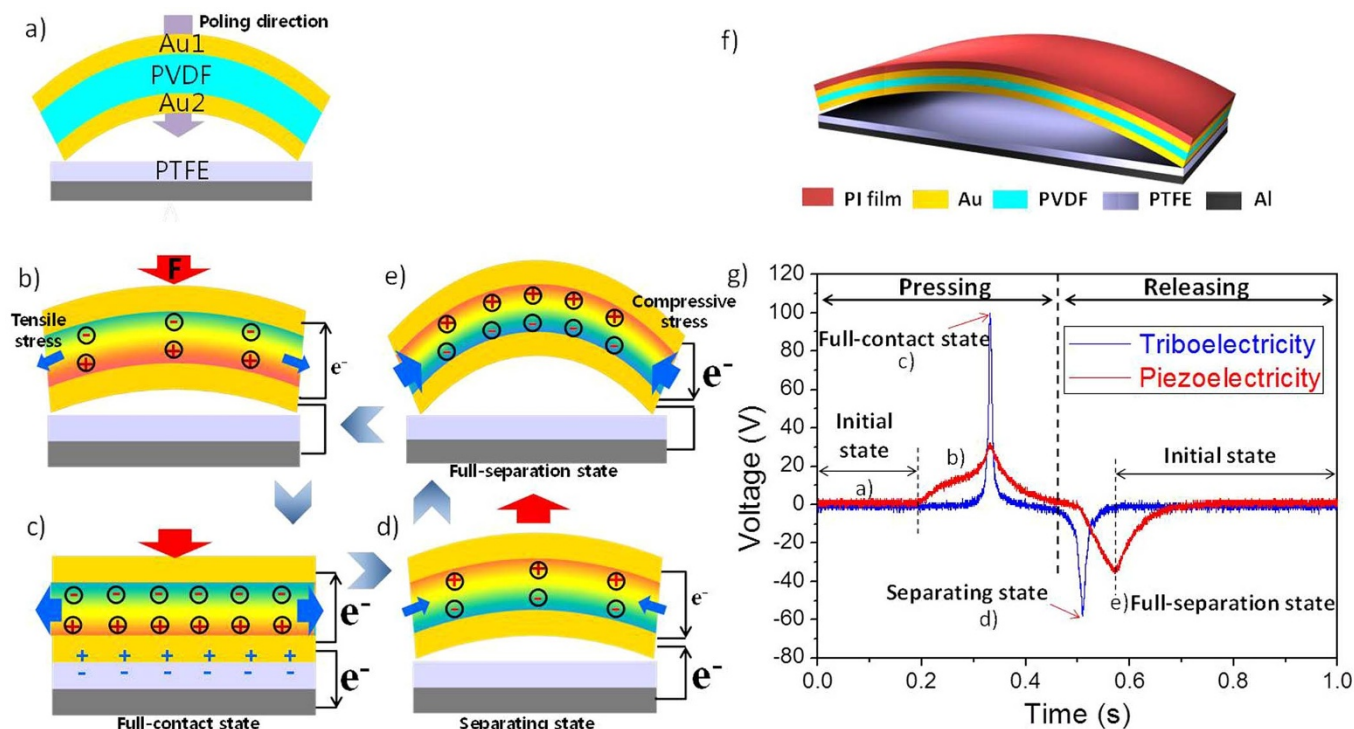 a)
Poling direction
Au1
PVDF
Au2
PTFE
b)
F
Tensile
stress
e⁻
c)
e⁻
+ + + + + +
- - - - - -
e⁻
Full-contact state
e)
Compressive
stress
e⁻
Full-separation state
d)
e⁻
e⁻
Separating state
f)
PI film Au PVDF PTFE Al
g)
120
100
80
60
40
20
0
-20
-40
-60
-80
Voltage (V)
Pressing Releasing
Full-contact state
c)
Triboelectricity
Piezoelectricity
Initial
state
a)
b)
Initial state
Separating state
d)
e) Full-separation state
0.0 0.2 0.4 0.6 0.8 1.0
Time (s)